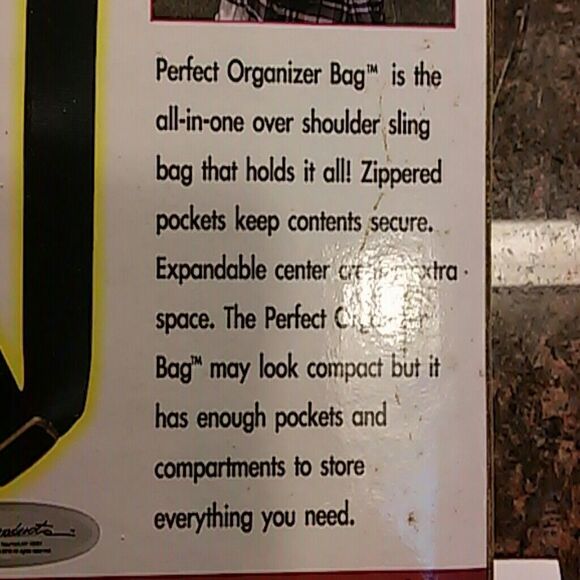 Perfect Organizer Bag™ is the
all-in-one over shoulder sling
bag that holds it all! Zippered
pockets keep contents secure.
Expandable center
space. The Perfect
Bag™ may look compact but it
has enough pockets and
compartments to store
everything you need.